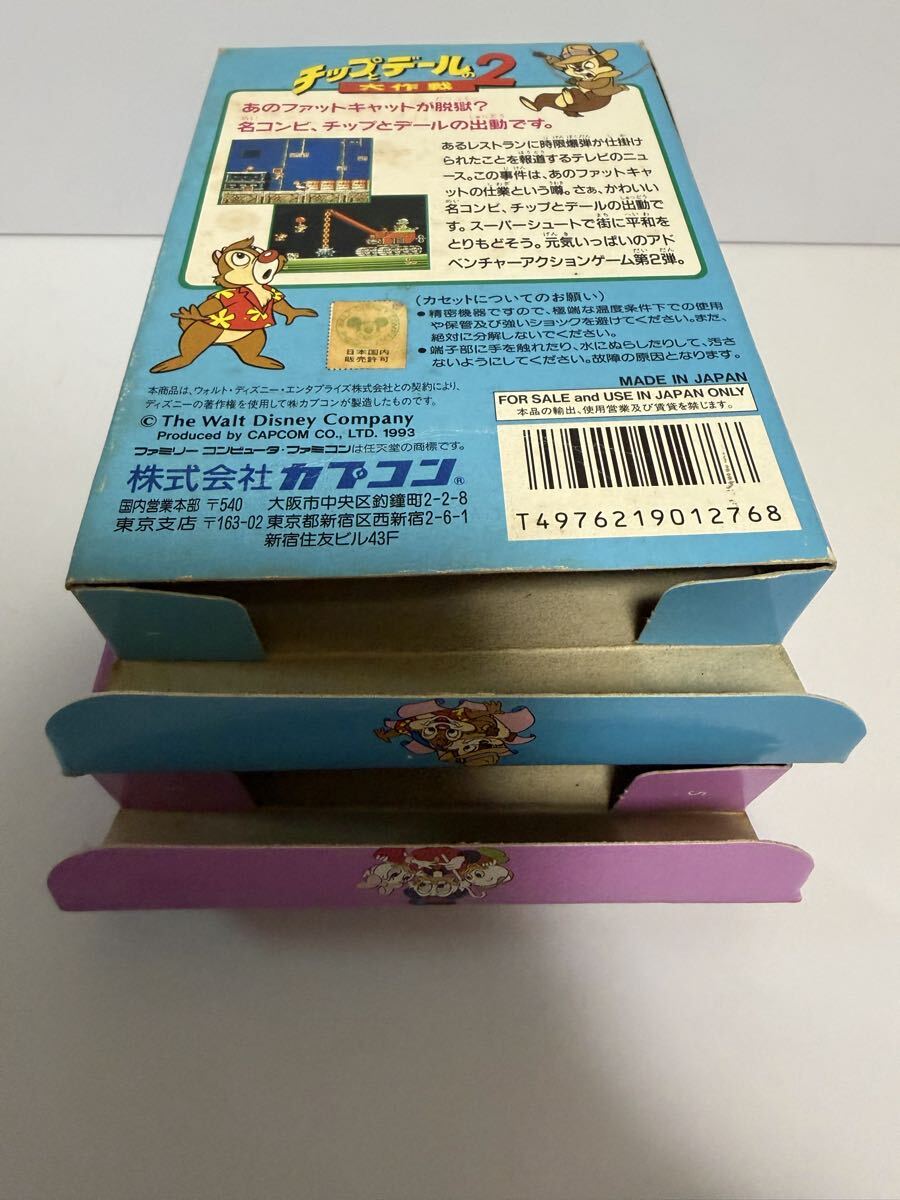 チップとデールの2
大作戦
あのファットキャットが脱獄?
名コンビ、チップとデールの出動です。
あるレストランに時限爆弾が仕掛け
られたことを報道するテレビのニュ
ース。この事件は、あのファットキャ
ットの仕業という噂。さぁ、かわいい
名コンビ、チップとデールの出動で
す。スーパーシュートで街に平和を
とりもどそう。元気いっぱいのアド
ベンチャーアクションゲーム第2弾。
(カセットについてのお願い)
●精密機器ですので、極端な温度条件下での使用
や保管及び強いショックを避けてください。また、
絶対に分解しないでください。
●端子部に手を触れたり、水にぬらしたりして、汚さ
ないようにしてください。故障の原因となります。
日本国内
販売許可
本商品は、ウォルト・ディズニー・エンタプライズ株式会社との契約により、
ディズニーの著作権を使用して㈱カプコンが製造したものです。
© The Walt Disney Company
Produced by CAPCOM CO., LTD. 1993
ファミリー コンピュータ・ファミコンは任天堂の商標です。
株式会社 カプコン®
国内営業本部 〒540 大阪市中央区釣鐘町2-2-8
東京支店 〒163-02 東京都新宿区西新宿2-6-1
新宿住友ビル43F
MADE IN JAPAN
FOR SALE and USE IN JAPAN ONLY
本品の輸出、使用営業及び賃貸を禁じます。
T4976219012768
S